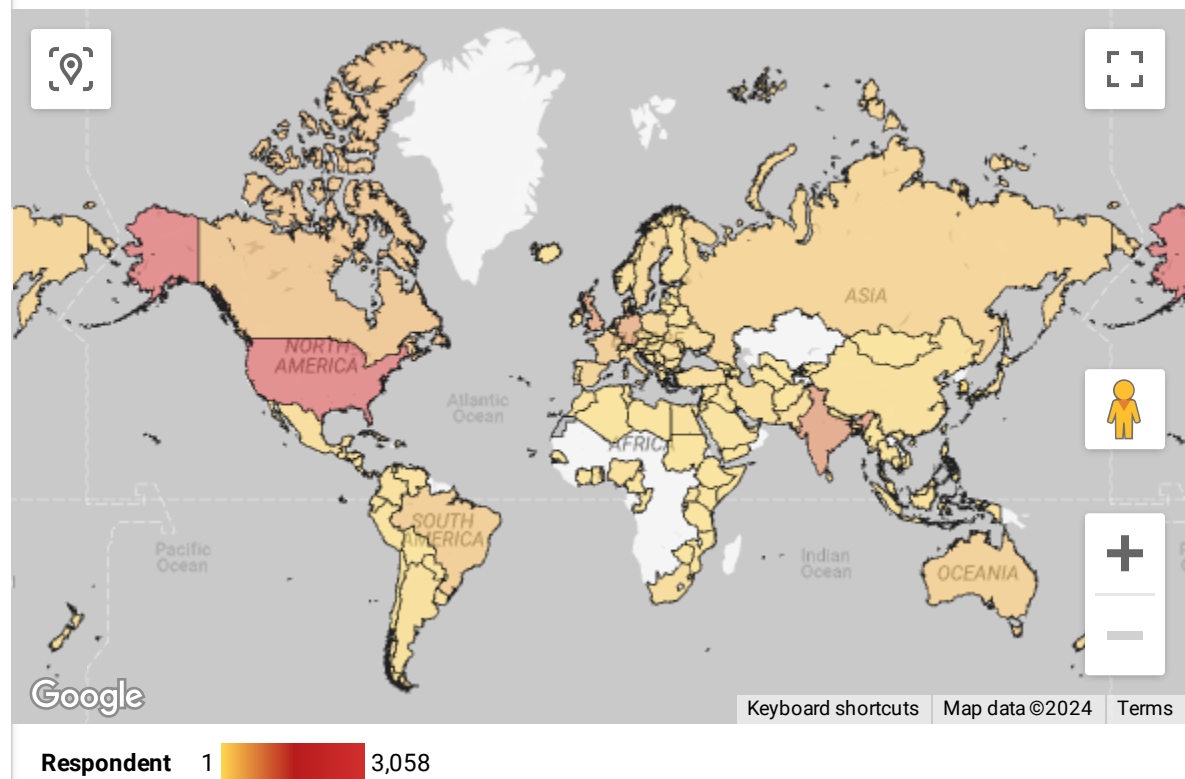 ASIA
NORTH
AMERICA
Atlantic
Ocean
AFRICA
SOUTH
AMERICA
Pacific
Ocean
Indian
Ocean
OCEANIA
Google
Keyboard shortcuts
Map data ©2024
Terms
Respondent 1 3,058